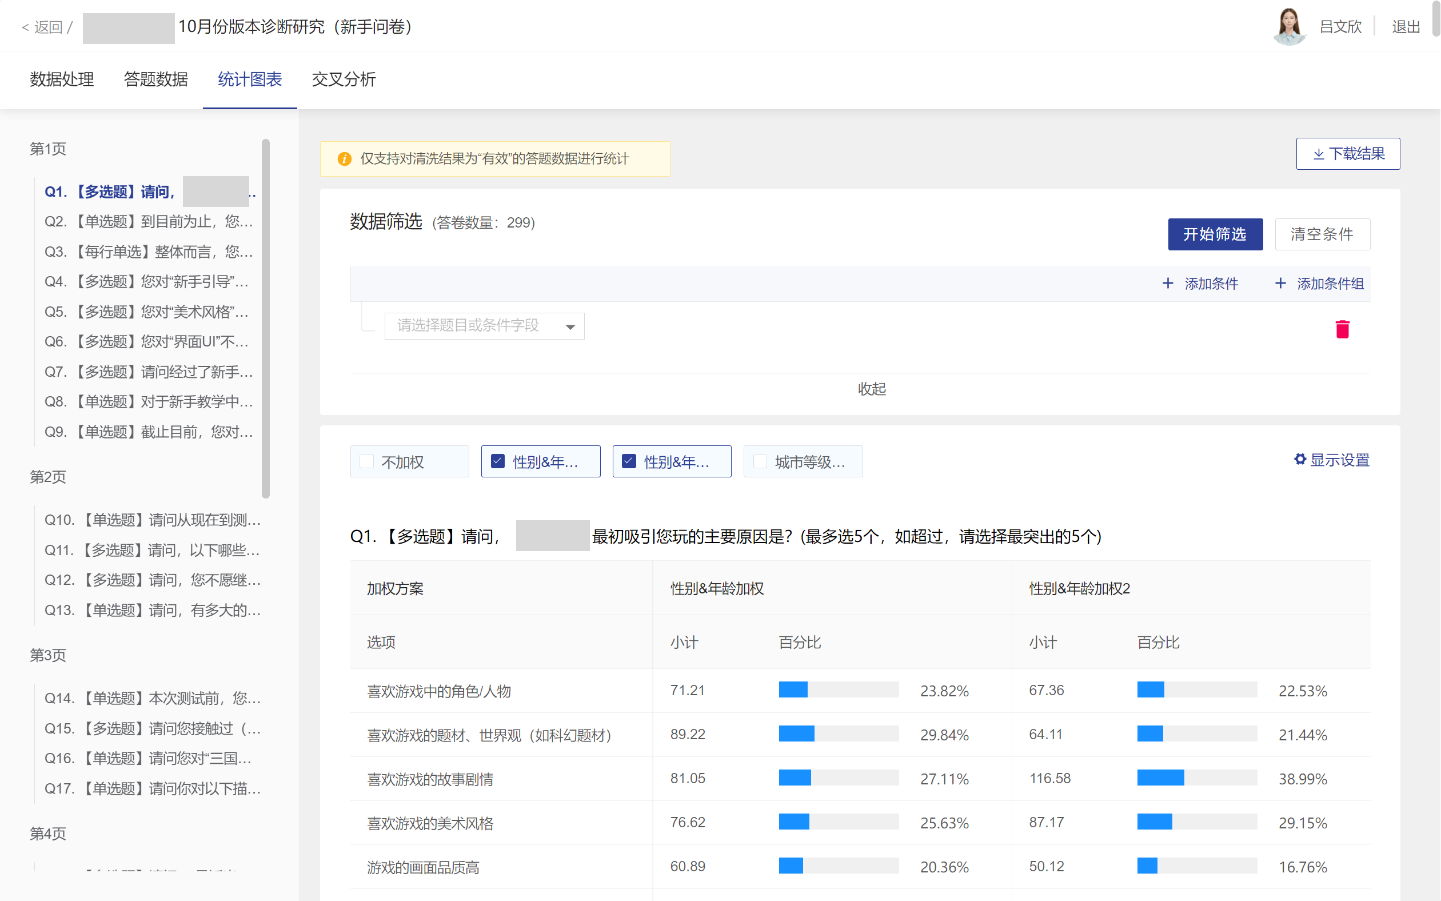 < 返回 / 10月份版本诊断研究（新手问卷）
吕文欣 退出
数据处理 答题数据 统计图表 交叉分析
第1页
Q1. 【多选题】请问， ..
Q2. 【单选题】到目前为止，您...
Q3. 【每行单选】整体而言，您...
Q4. 【多选题】您对“新手引导”...
Q5. 【多选题】您对“美术风格”...
Q6. 【多选题】您对“界面UI”不...
Q7. 【多选题】请问经过了新手...
Q8. 【单选题】对于新手教学中...
Q9. 【单选题】截止目前，您对...
第2页
Q10. 【单选题】请问从现在到测...
Q11. 【多选题】请问，以下哪些...
Q12. 【多选题】请问，您不愿继...
Q13. 【单选题】请问，有多大的...
第3页
Q14. 【单选题】本次测试前，您...
Q15. 【多选题】请问您接触过（...
Q16. 【单选题】请问您对“三国...
Q17. 【单选题】请问你对以下描...
第4页
仅支持对清洗结果为“有效”的答题数据进行统计
下载结果
数据筛选 (答卷数量：299)
开始筛选 清空条件
+ 添加条件 + 添加条件组
请选择题目或条件字段
收起
不加权 性别&年... 性别&年... 城市等级...
显示设置
Q1. 【多选题】请问， 最初吸引您玩的主要原因是？(最多选5个，如超过，请选择最突出的5个)
加权方案 性别&年龄加权 性别&年龄加权2
选项 小计 百分比 小计 百分比
喜欢游戏中的角色/人物 71.21 23.82% 67.36 22.53%
喜欢游戏的题材、世界观（如科幻题材） 89.22 29.84% 64.11 21.44%
喜欢游戏的故事剧情 81.05 27.11% 116.58 38.99%
喜欢游戏的美术风格 76.62 25.63% 87.17 29.15%
游戏的画面品质高 60.89 20.36% 50.12 16.76%